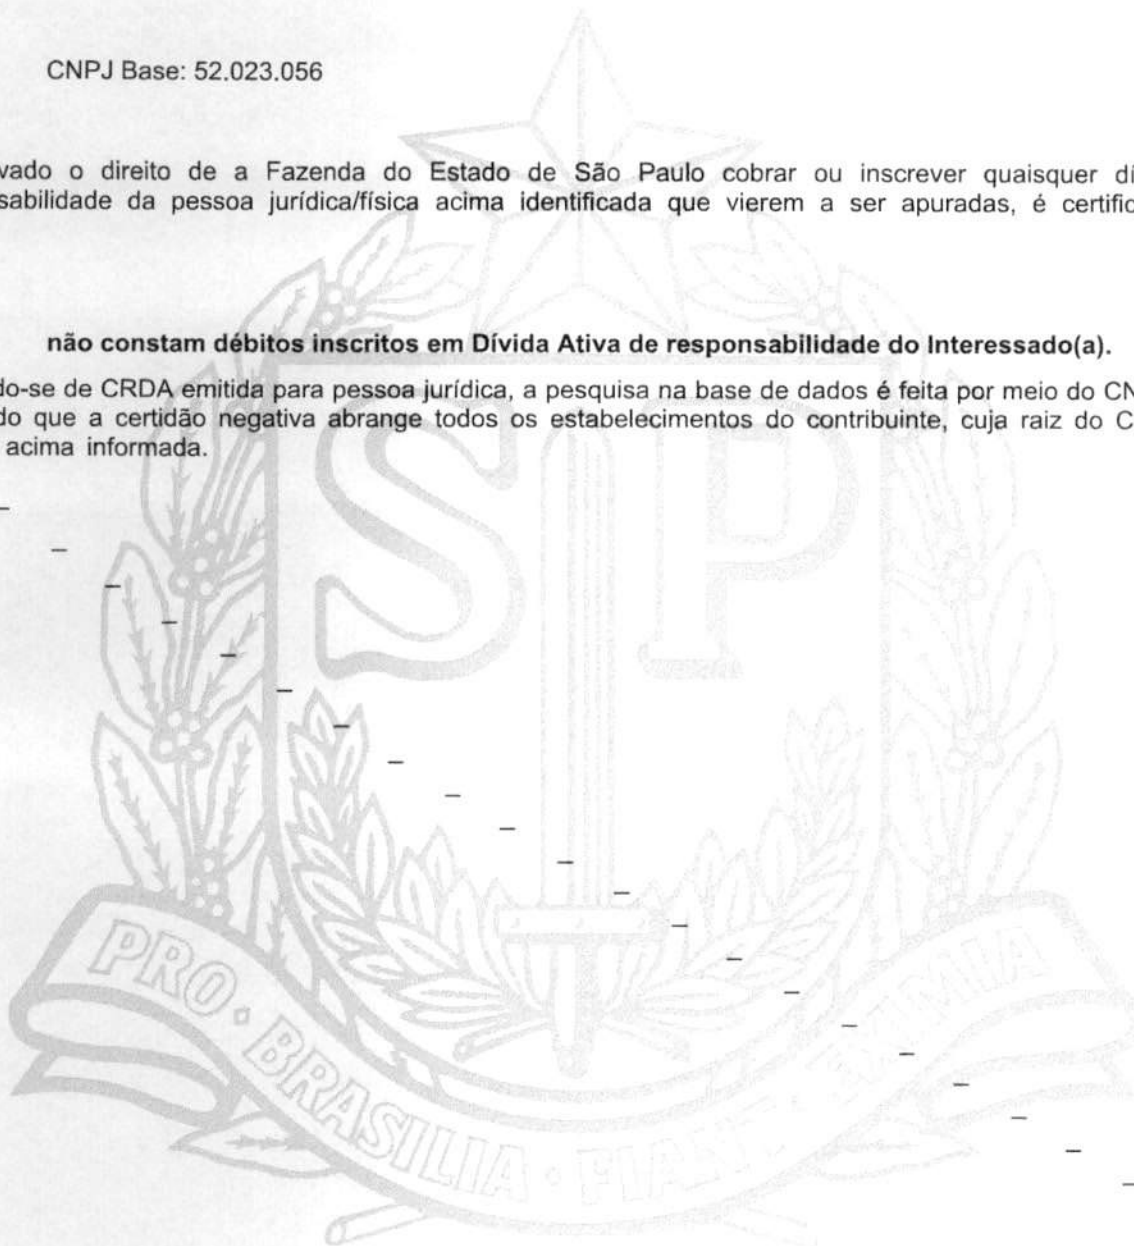 CNPJ Base: 52.023.056
vado o direito de a Fazenda do Estado de São Paulo cobrar ou inscrever quaisquer dí
sabilidade da pessoa jurídica/física acima identificada que vierem a ser apuradas, é certific
não constam débitos inscritos em Dívida Ativa de responsabilidade do Interessado(a).
do-se de CRDA emitida para pessoa jurídica, a pesquisa na base de dados é feita por meio do CN
do que a certidão negativa abrange todos os estabelecimentos do contribuinte, cuja raiz do C
acima informada.
SP
PRO · BRASILIA · FIANT · EXIMIA